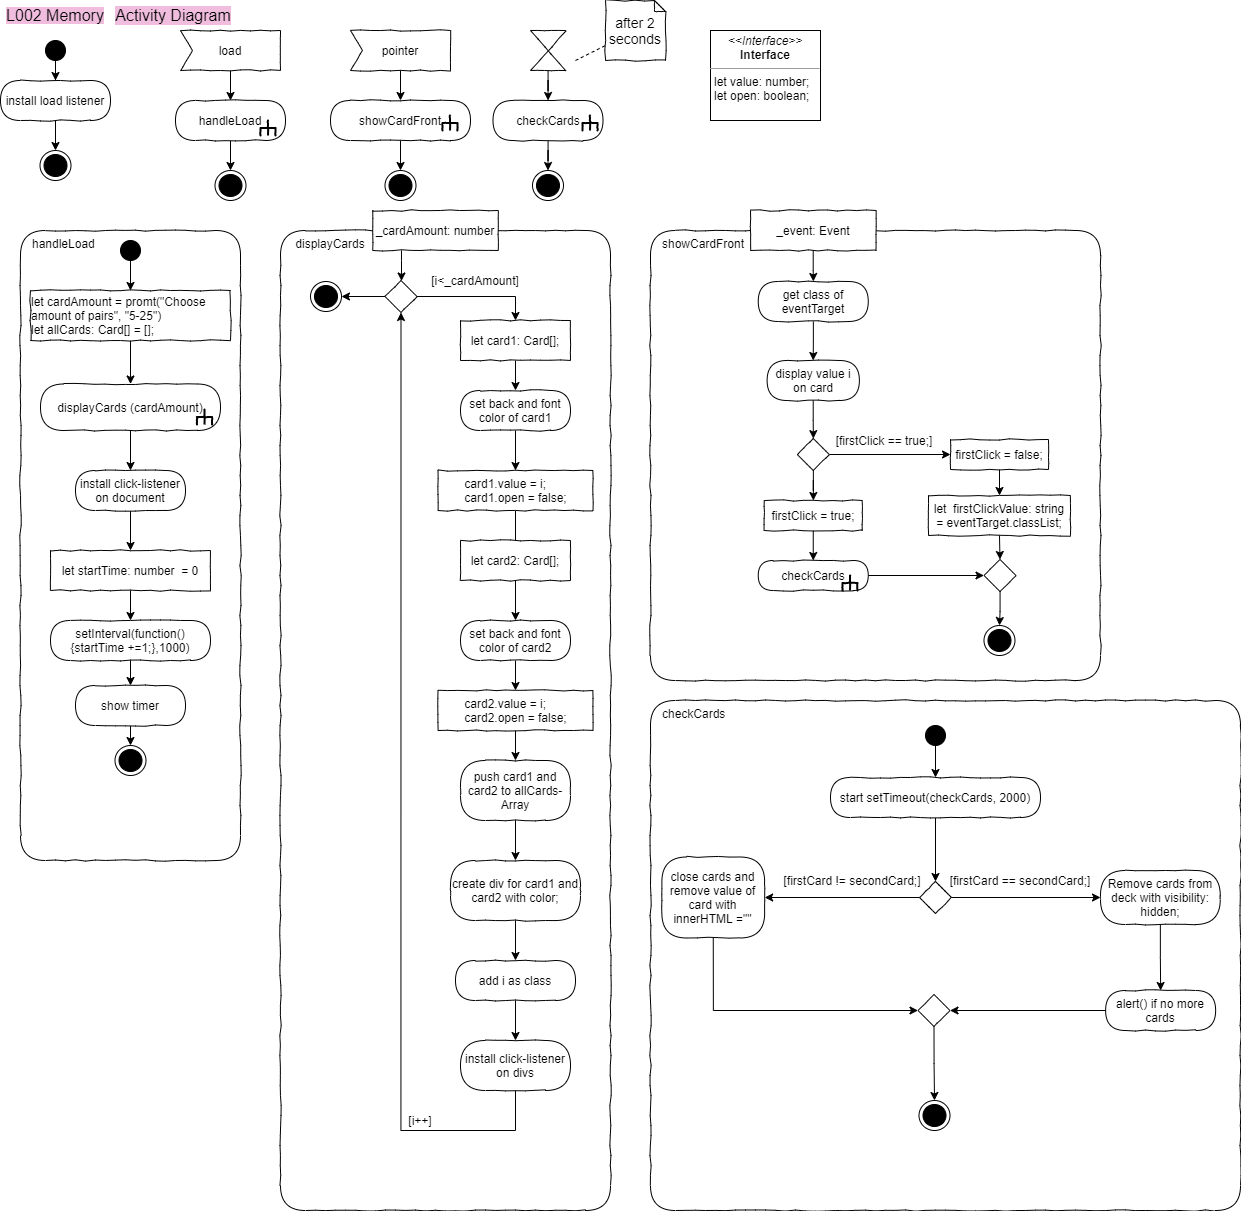 L002 Memory Activity Diagram
install load listener
load
handleLoad
pointer
showCardFront
after 2
seconds
checkCards
<<Interface>>
Interface
let value: number;
let open: boolean;
handleLoad
let cardAmount = promt("Choose
amount of pairs", "5-25")
let allCards: Card[] = [];
displayCards (cardAmount)
install click-listener
on document
let startTime: number  = 0
setInterval(function()
{startTime +=1;},1000)
show timer
displayCards
_cardAmount: number
[i<_cardAmount]
let card1: Card[];
set back and font
color of card1
card1.value = i;
card1.open = false;
let card2: Card[];
set back and font
color of card2
card2.value = i;
card2.open = false;
push card1 and
card2 to allCards-
Array
create div for card1 and
card2 with color;
add i as class
install click-listener
on divs
[i++]
showCardFront
_event: Event
get class of
eventTarget
display value i
on card
[firstClick == true;]
firstClick = false;
firstClick = true;
let  firstClickValue: string
= eventTarget.classList;
checkCards
checkCards
start setTimeout(checkCards, 2000)
[firstCard != secondCard;]
[firstCard == secondCard;]
close cards and
remove value of
card with
innerHTML =""
Remove cards from
deck with visibility:
hidden;
alert() if no more
cards